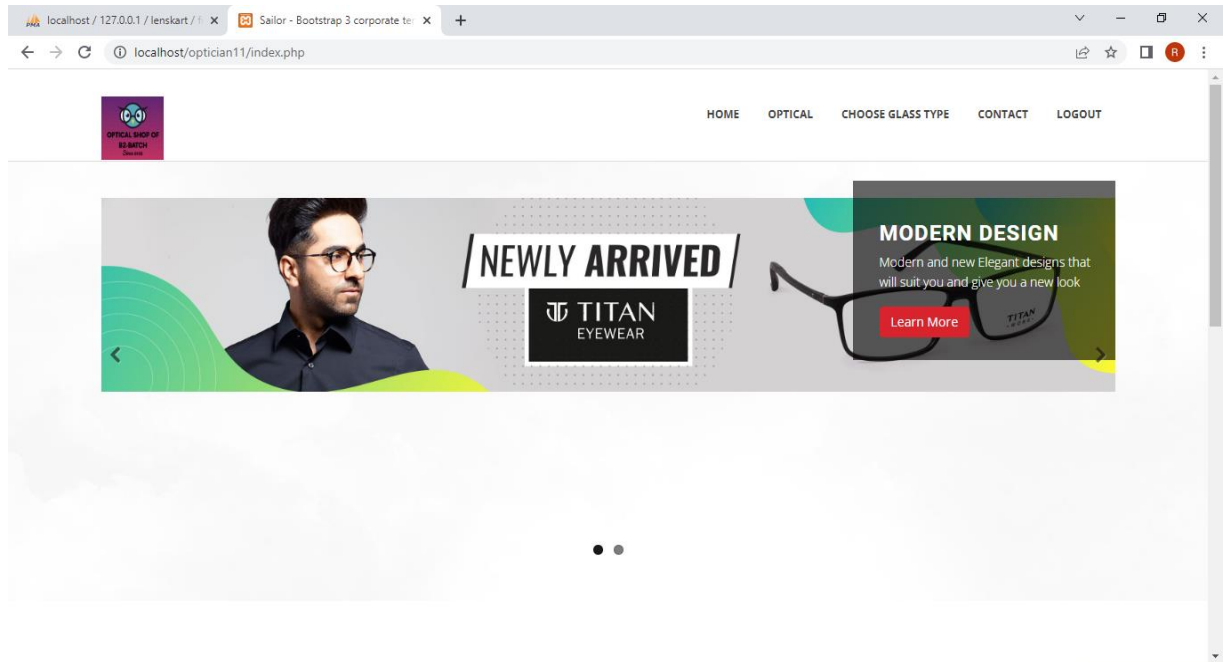 localhost / 127.0.0.1 / lenskart / f
Sailor - Bootstrap 3 corporate te
localhost/optician11/index.php
R
OPTICAL SHOP OF
B2-BATCH
HOME OPTICAL CHOOSE GLASS TYPE CONTACT LOGOUT
NEWLY ARRIVED
TITAN
EYEWEAR
MODERN DESIGN
Modern and new Elegant designs that
will suit you and give you a new look
Learn More
TITAN